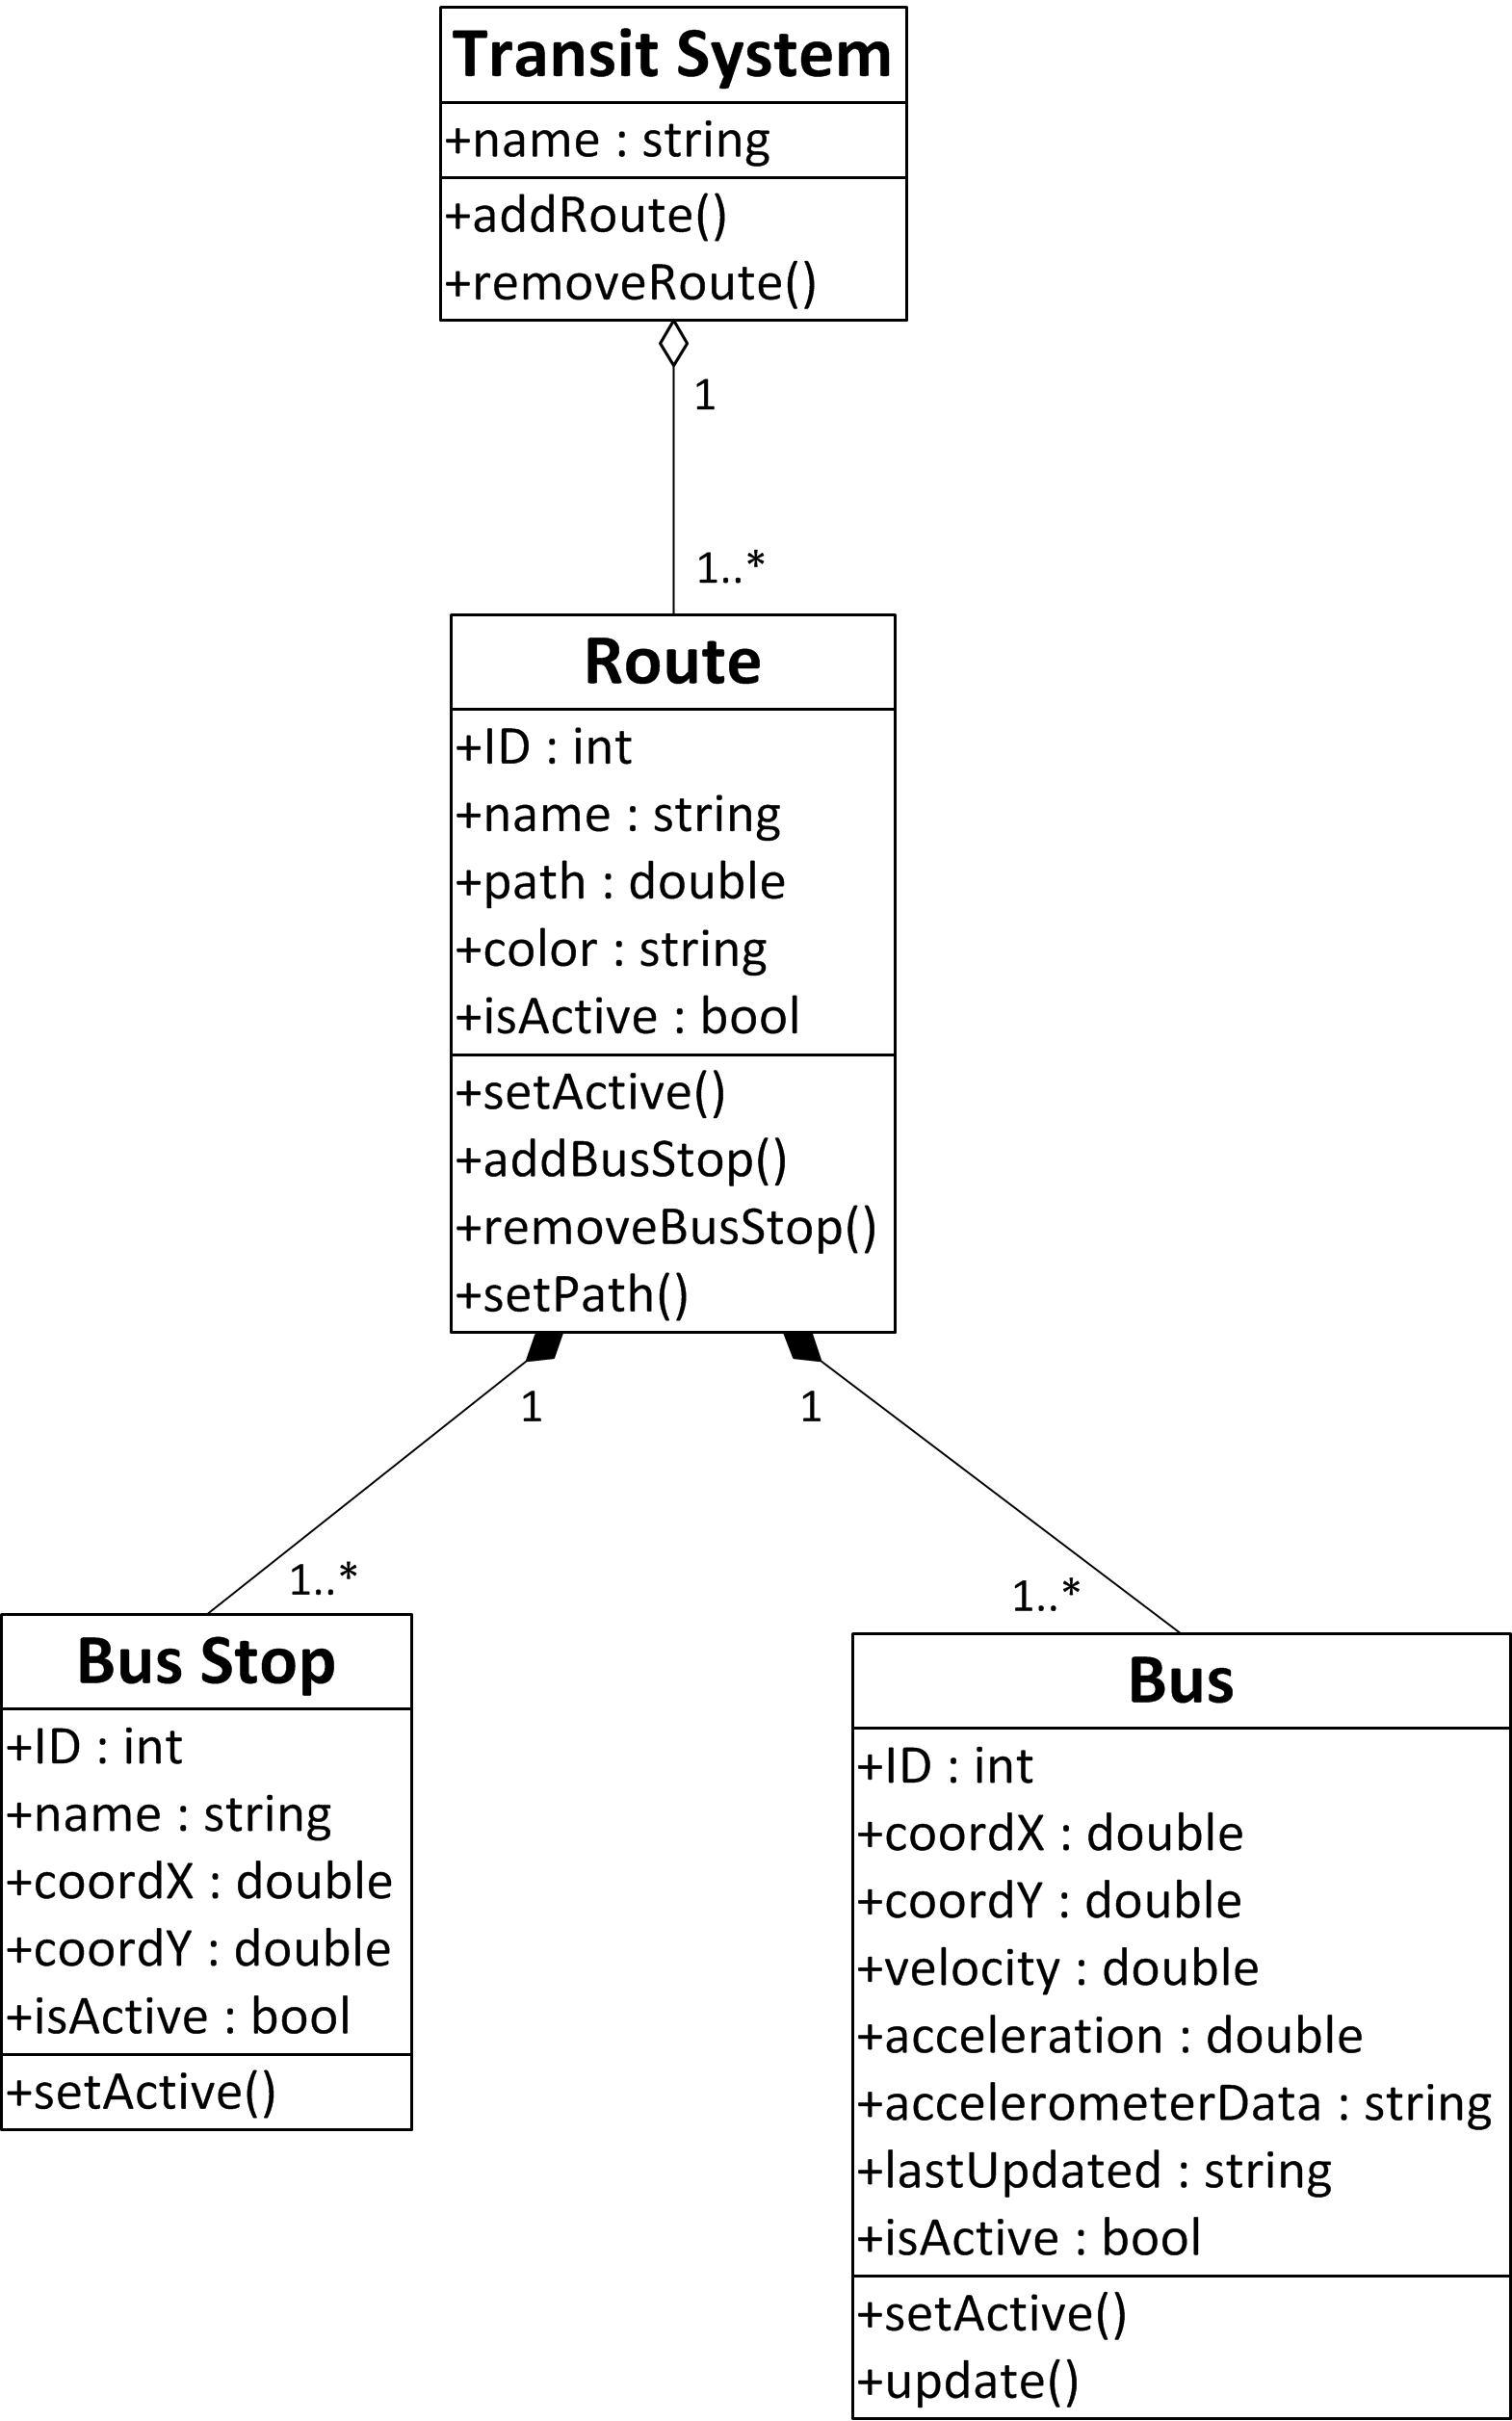 Transit System
+name : string
+addRoute()
+removeRoute()
1
1..*
Route
+ID : int
+name : string
+path : double
+color : string
+isActive : bool
+setActive()
+addBusStop()
+removeBusStop()
+setPath()
1
1
1..*
1..*
Bus Stop
+ID : int
+name : string
+coordX : double
+coordY : double
+isActive : bool
+setActive()
Bus
+ID : int
+coordX : double
+coordY : double
+velocity : double
+acceleration : double
+accelerometerData : string
+lastUpdated : string
+isActive : bool
+setActive()
+update()